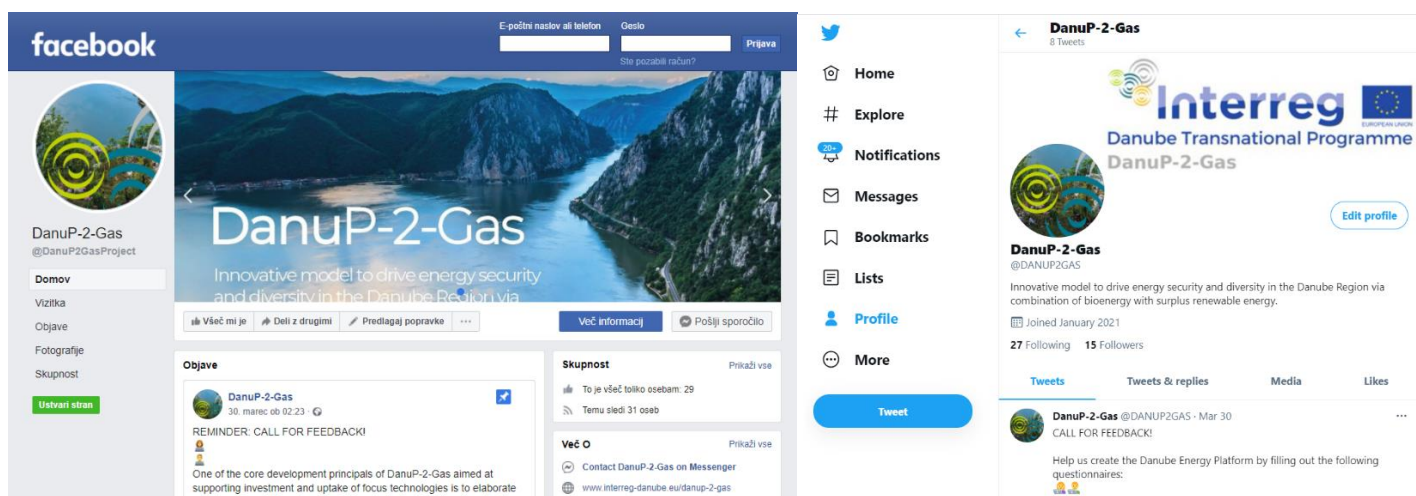 facebook
E-poštni naslov ali telefon
Geslo
Prijava
Ste pozabili račun?
DanuP-2-Gas
@DanuP2GasProject
Domov
Vizitka
Objave
Fotografije
Skupnost
Ustvari stran
DanuP-2-Gas
Innovative model to drive energy security
and diversity in the Danube Region via
Všeč mi je
Deli z drugimi
Predlagaj popravke
Več informacij
Pošlji sporočilo
Objave
DanuP-2-Gas
30. marec ob 02:23
REMINDER: CALL FOR FEEDBACK!
One of the core development principals of DanuP-2-Gas aimed at
supporting investment and uptake of focus technologies is to elaborate
Skupnost
Prikaži vse
To je všeč toliko osebam: 29
Temu sledi 31 oseb
Več O
Prikaži vse
Contact DanuP-2-Gas on Messenger
www.interreg-danube.eu/danup-2-gas
Home
Explore
20+
Notifications
Messages
Bookmarks
Lists
Profile
More
Tweet
DanuP-2-Gas
8 Tweets
Interreg
EUROPEAN UNION
Danube Transnational Programme
DanuP-2-Gas
Edit profile
DanuP-2-Gas
@DANUP2GAS
Innovative model to drive energy security and diversity in the Danube Region via
combination of bioenergy with surplus renewable energy.
Joined January 2021
27 Following 15 Followers
Tweets
Tweets & replies
Media
Likes
DanuP-2-Gas @DANUP2GAS · Mar 30
CALL FOR FEEDBACK!
Help us create the Danube Energy Platform by filling out the following
questionnaires: